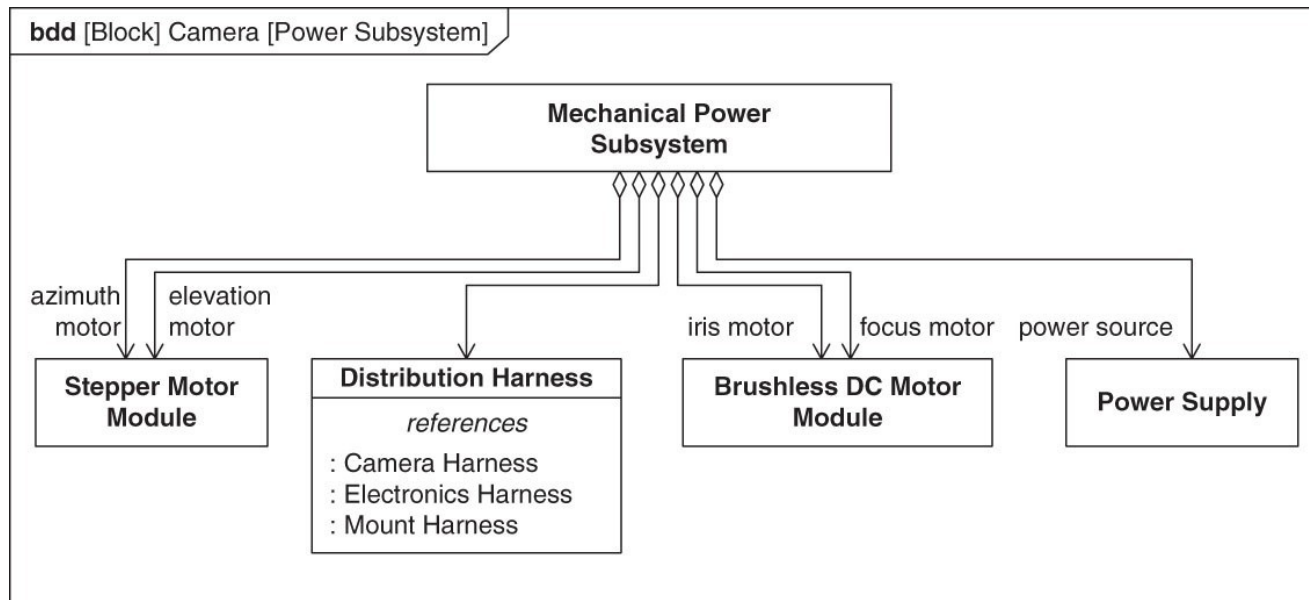 bdd [Block] Camera [Power Subsystem]
Mechanical Power
Subsystem
azimuth
motor
elevation
motor
iris motor
focus motor
power source
Stepper Motor
Module
Distribution Harness
references
: Camera Harness
: Electronics Harness
: Mount Harness
Brushless DC Motor
Module
Power Supply